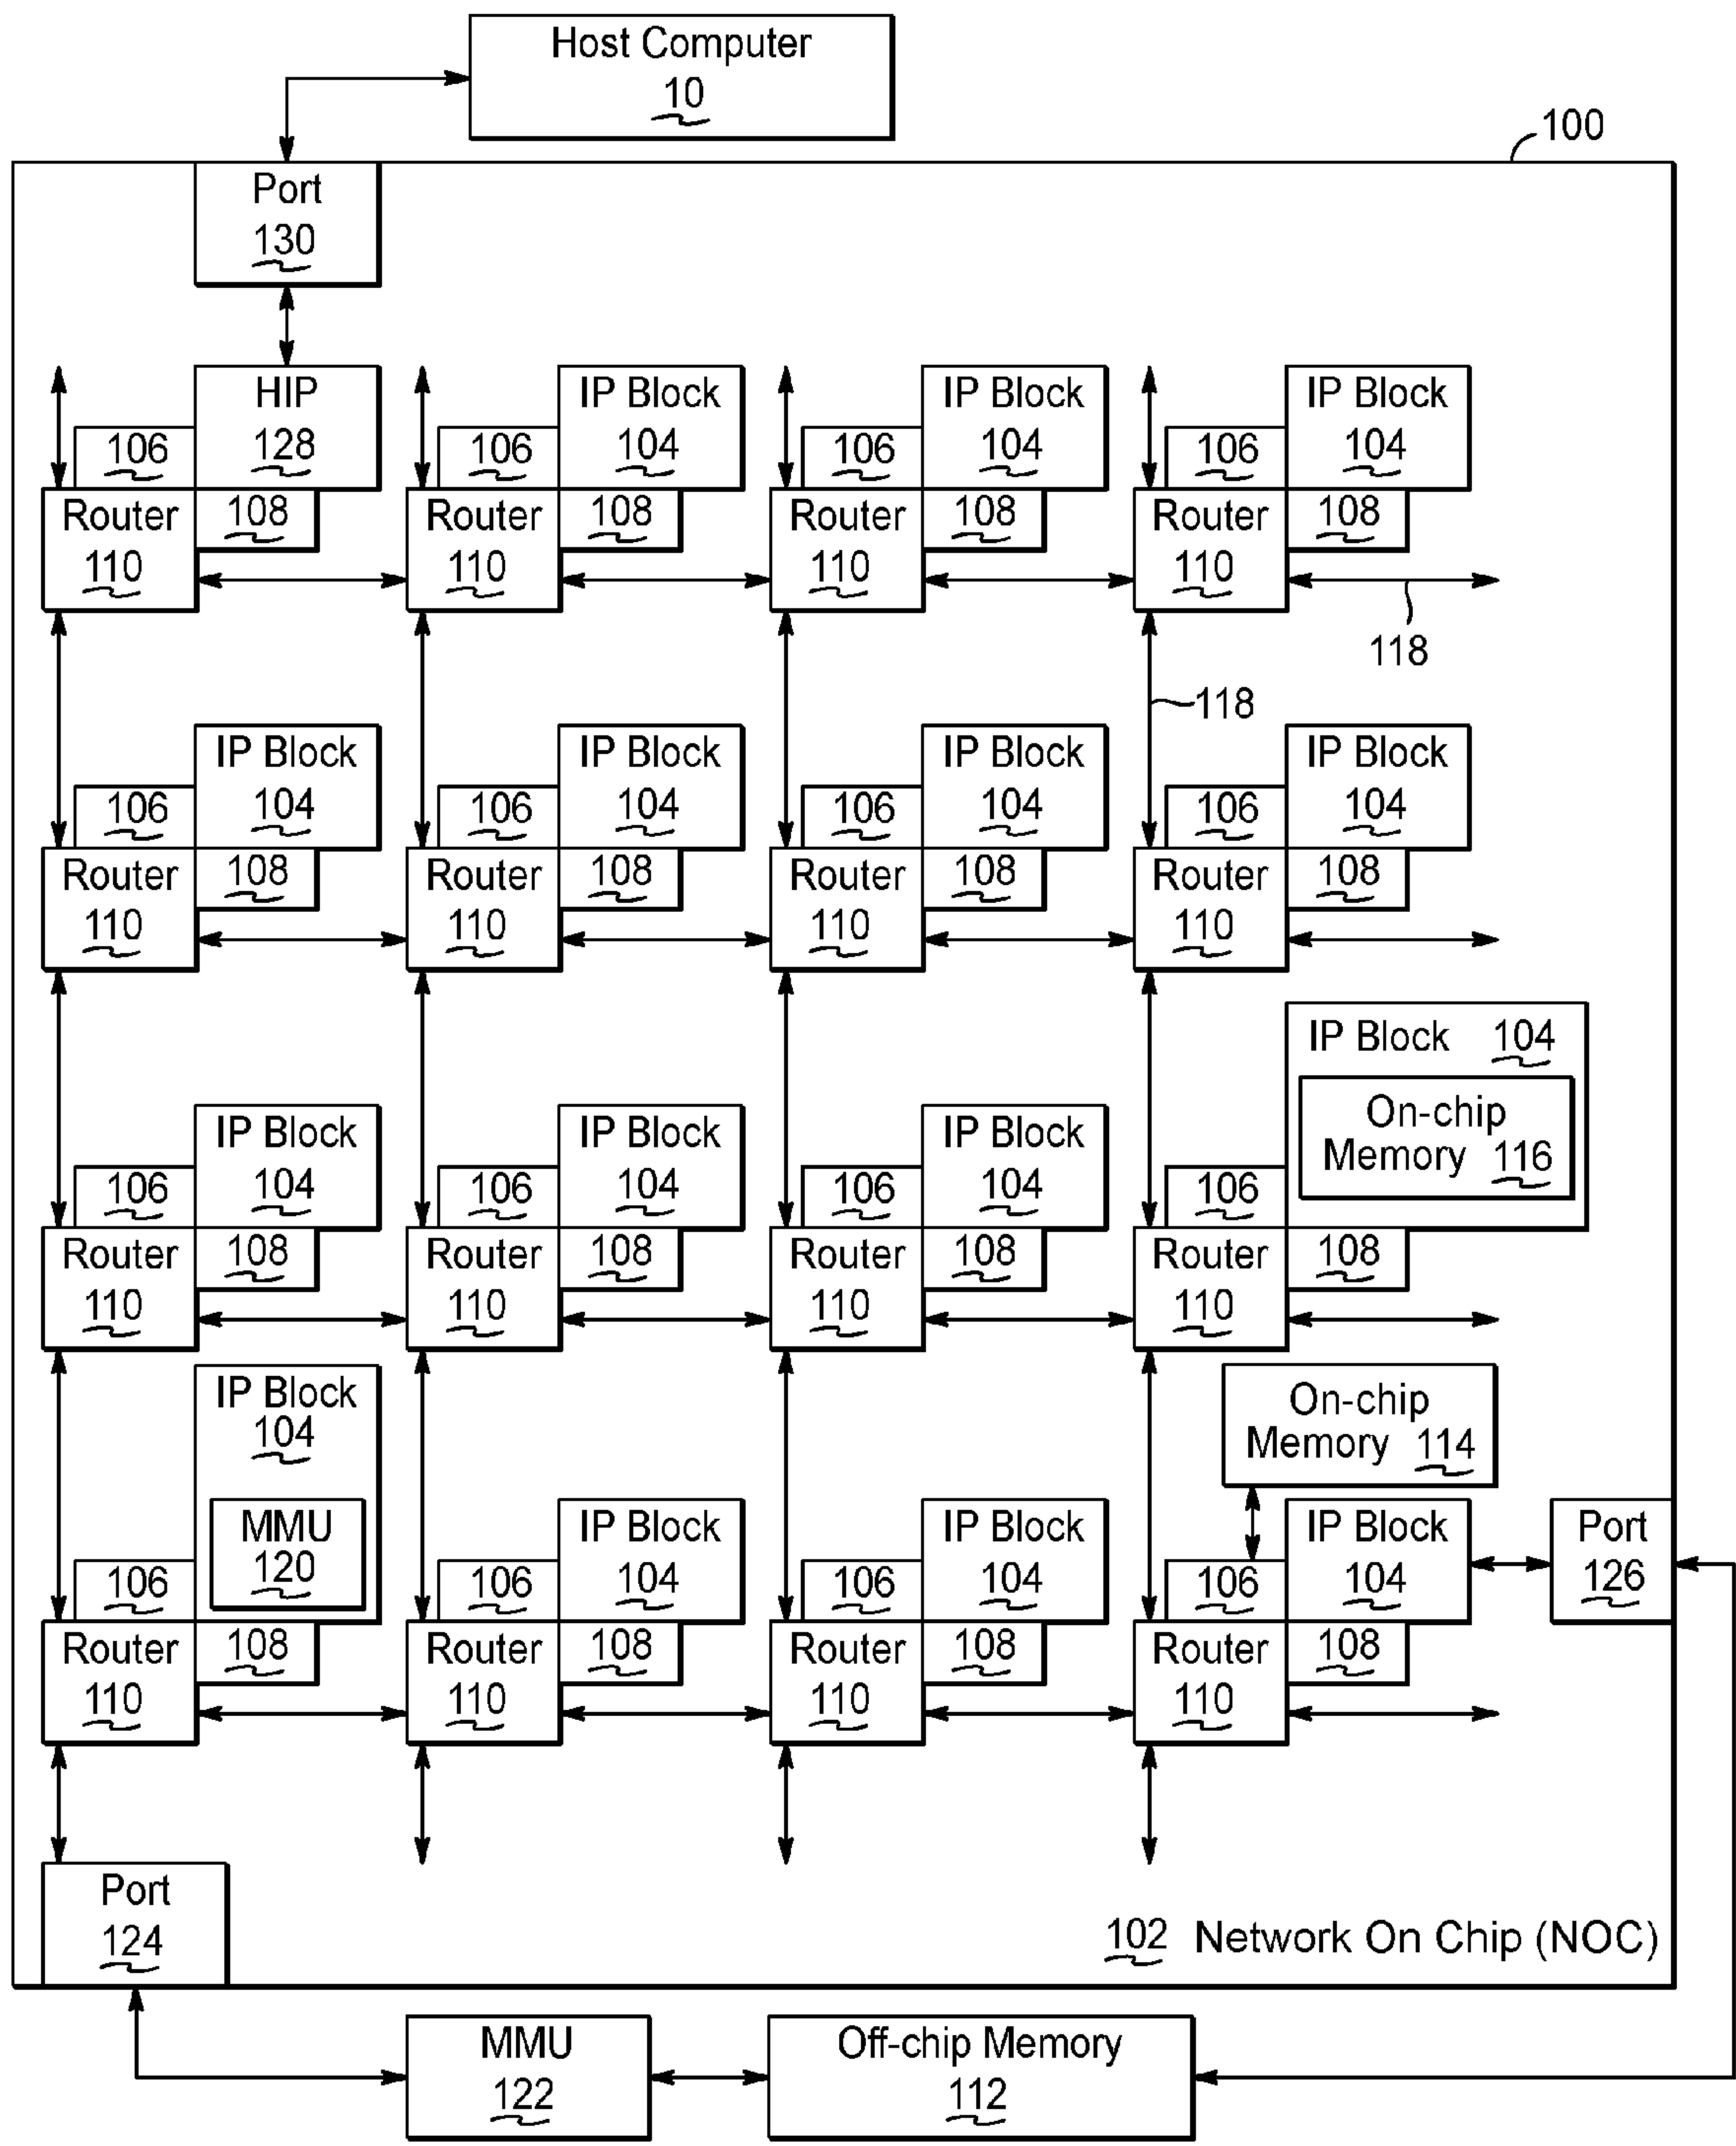 Host Computer
10
100
Port
130
HIP
128
106
Router
110
108
IP Block
104
106
Router
110
108
IP Block
104
106
Router
110
108
IP Block
104
106
Router
110
108
118
118
IP Block
104
106
Router
110
108
IP Block
104
106
Router
110
108
IP Block
104
106
Router
110
108
IP Block
104
106
Router
110
108
IP Block
104
106
Router
110
108
IP Block
104
106
Router
110
108
IP Block
104
106
Router
110
108
IP Block 104
On-chip
Memory 116
106
Router
110
108
IP Block
104
MMU
120
106
Router
110
108
IP Block
104
106
Router
110
108
IP Block
104
106
Router
110
108
On-chip
Memory 114
IP Block
104
106
Router
110
108
Port
126
Port
124
102 Network On Chip (NOC)
MMU
122
Off-chip Memory
112